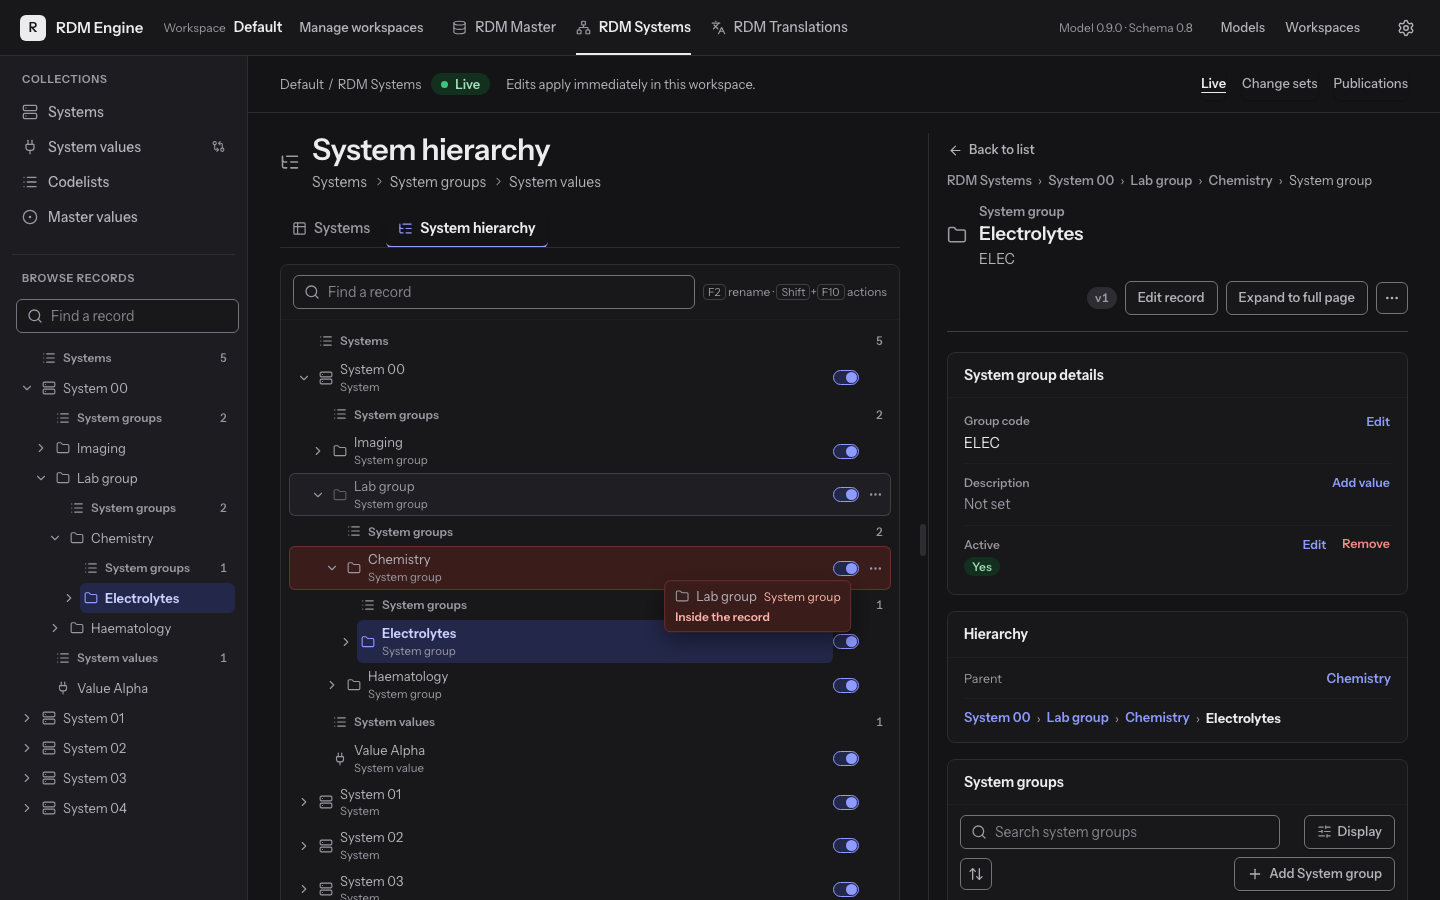 R RDM Engine Workspace Default Manage workspaces RDM Master RDM Systems RDM Translations Model 0.9.0 · Schema 0.8 Models Workspaces
COLLECTIONS
Systems
System values
Codelists
Master values
BROWSE RECORDS
Find a record
Systems 5
System 00
System groups 2
Imaging
Lab group
System groups 2
Chemistry
System groups 1
Electrolytes
Haematology
System values 1
Value Alpha
System 01
System 02
System 03
System 04
Default / RDM Systems Live Edits apply immediately in this workspace. Live Change sets Publications
System hierarchy
Systems › System groups › System values
Systems System hierarchy
Find a record F2 rename · Shift + F10 actions
Systems 5
System 00
System
System groups 2
Imaging
System group
Lab group
System group
System groups 2
Chemistry
System group
System groups 1
Lab group System group
Inside the record
Electrolytes
System group
Haematology
System group
System values 1
Value Alpha
System value
System 01
System
System 02
System
System 03
System
Back to list
RDM Systems › System 00 › Lab group › Chemistry › System group
System group
Electrolytes
ELEC
v1 Edit record Expand to full page
System group details
Group code Edit
ELEC
Description Add value
Not set
Active Edit Remove
Yes
Hierarchy
Parent Chemistry
System 00 › Lab group › Chemistry › Electrolytes
System groups
Search system groups Display
Add System group